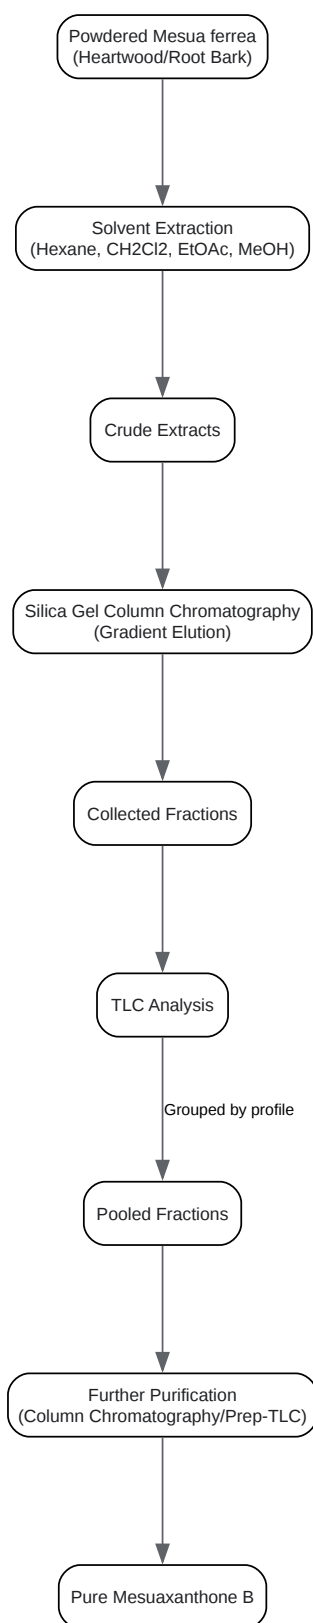 Powdered Mesua ferrea
(Heartwood/Root Bark)
Solvent Extraction
(Hexane, CH2Cl2, EtOAc, MeOH)
Crude Extracts
Silica Gel Column Chromatography
(Gradient Elution)
Collected Fractions
TLC Analysis
Grouped by profile
Pooled Fractions
Further Purification
(Column Chromatography/Prep-TLC)
Pure Mesuaxanthone B